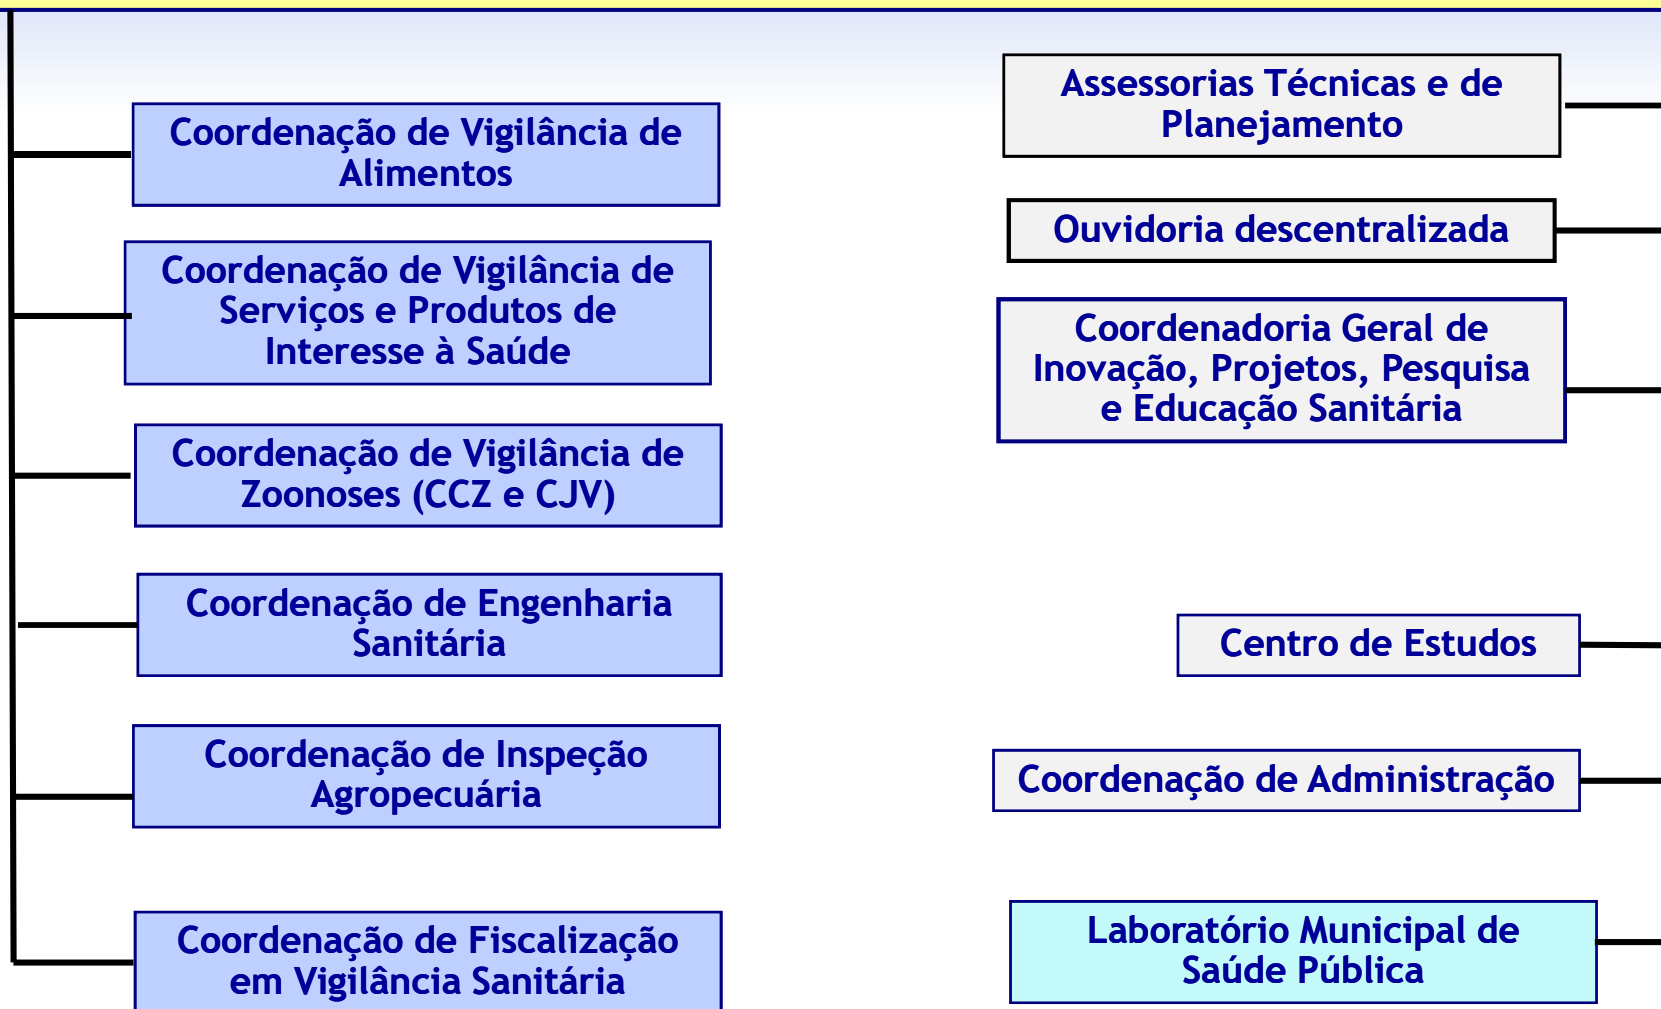 Coordenação de Vigilância de
Alimentos
Coordenação de Vigilância de
Serviços e Produtos de
Interesse à Saúde
Coordenação de Vigilância de
Zoonoses (CCZ e CJV)
Coordenação de Engenharia
Sanitária
Coordenação de Inspeção
Agropecuária
Coordenação de Fiscalização
em Vigilância Sanitária
Assessorias Técnicas e de
Planejamento
Ouvidoria descentralizada
Coordenadoria Geral de
Inovação, Projetos, Pesquisa
e Educação Sanitária
Centro de Estudos
Coordenação de Administração
Laboratório Municipal de
Saúde Pública